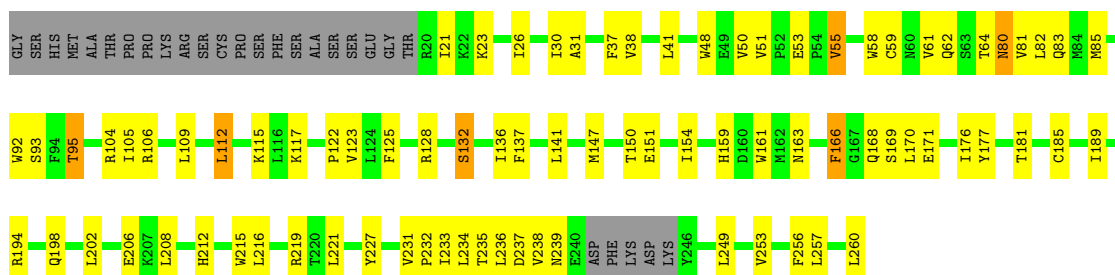 GLY SER HIS MET ALA THR PRO PRO LYS ARG SER CYS PRO SER PHE SER ALA SER SER GLU GLY THR R20 I21 K22 K23 I26 I30 A31 F37 V38 L41 W48 E49 V50 V51 P52 E53 P54 V55 W58 C59 N60 V61 Q62 S63 T64 N80 V81 L82 Q83 M84 M85
W92 S93 F94 T95 R104 I105 R106 L109 L112 K115 L116 K117 P122 V123 L124 F125 R128 S132 I136 F137 L141 M147 T150 E151 I154 H159 D160 W161 M162 N163 F166 G167 Q168 S169 L170 E171 I176 Y177 T181 C185 I189
R194 Q198 L202 E206 K207 L208 H212 W215 L216 R219 T220 L221 Y227 V231 P232 I233 L234 T235 L236 D237 V238 N239 E240 ASP PHE LYS ASP LYS Y246 L249 V253 F256 L257 L260